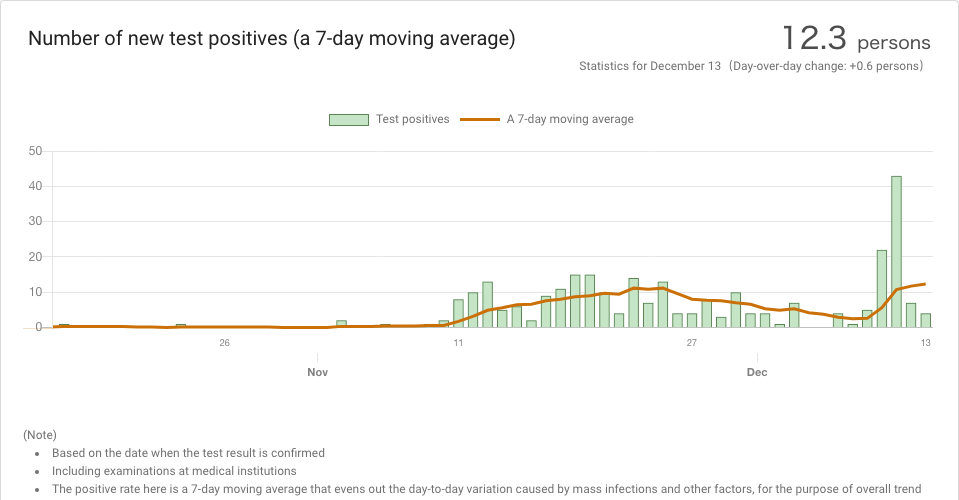 Number of new test positives (a 7-day moving average)
12.3 persons
Statistics for December 13 (Day-over-day change: +0.6 persons)
Test positives
A 7-day moving average
50
40
30
20
10
0
26
11
27
13
Nov
Dec
(Note)
• Based on the date when the test result is confirmed
• Including examinations at medical institutions
• The positive rate here is a 7-day moving average that evens out the day-to-day variation caused by mass infections and other factors, for the purpose of overall trend